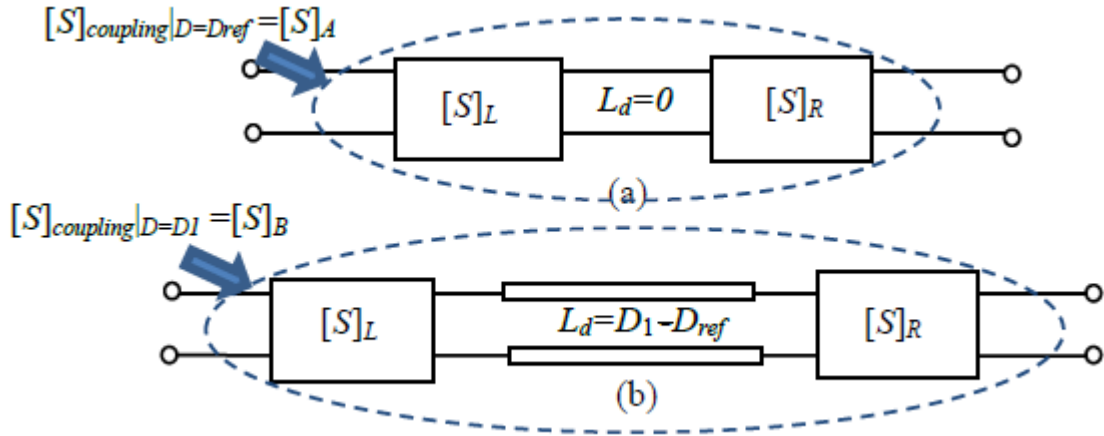 [S]coupling|D=Dref =[S]A
[S]L
Ld=0
[S]R
(a)
[S]coupling|D=D1 =[S]B
[S]L
Ld=D1-Dref
[S]R
(b)